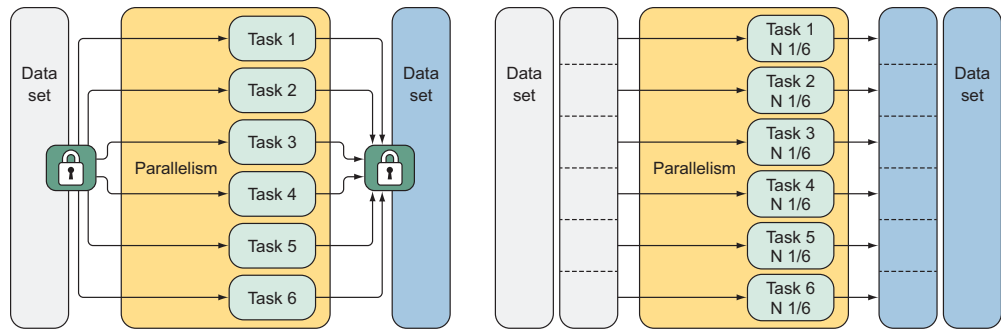 Data
set
Parallelism
Task 1
Task 2
Task 3
Task 4
Task 5
Task 6
Data
set
Data
set
Parallelism
Task 1
N 1/6
Task 2
N 1/6
Task 3
N 1/6
Task 4
N 1/6
Task 5
N 1/6
Task 6
N 1/6
Data
set